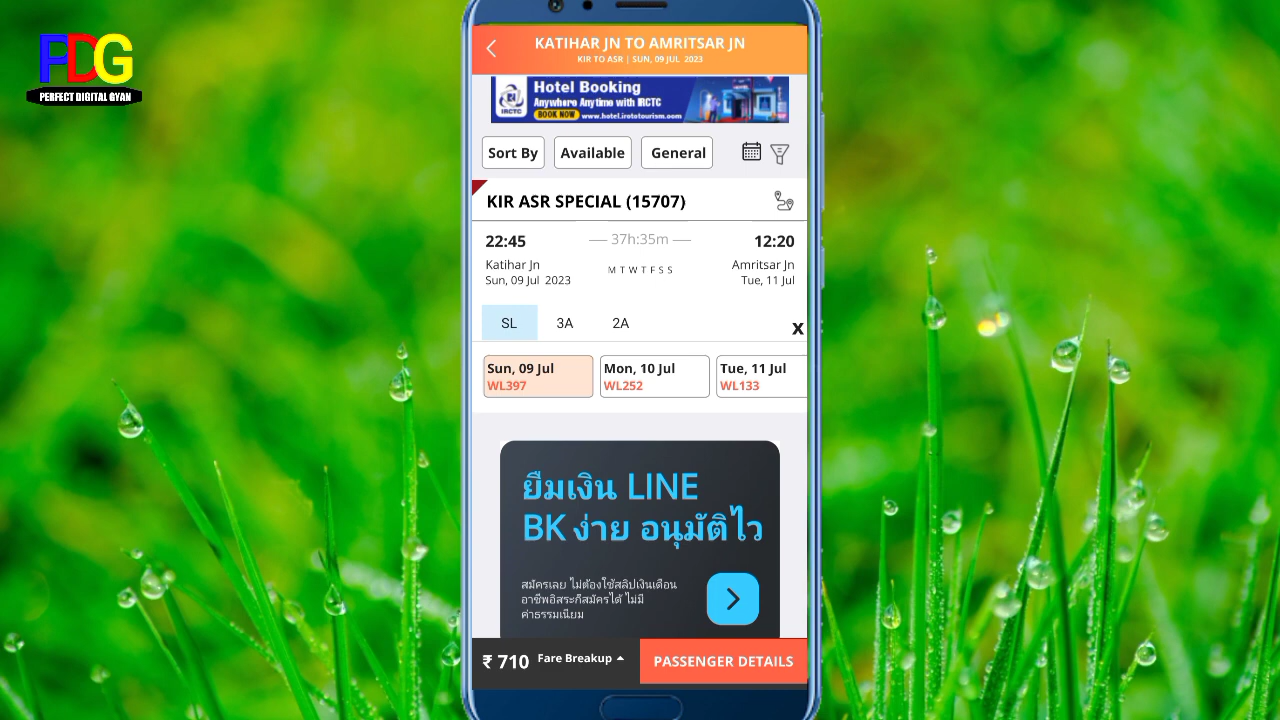 PDG
PERFECT DIGITAL GYAN
KATIHAR JN TO AMRITSAR JN
KIR TO ASR | SUN, 09 JUL 2023
IRCTC
Hotel Booking
Anywhere Anytime with IRCTC
BOOK NOW www.hotel.irctctourism.com
Sort By Available General
KIR ASR SPECIAL (15707)
22:45 37h:35m 12:20
Katihar Jn Amritsar Jn
M T W T F S S
Sun, 09 Jul 2023 Tue, 11 Jul
SL 3A 2A X
Sun, 09 Jul Mon, 10 Jul Tue, 11 Jul
WL397 WL252 WL133
ยืมเงิน LINE
BK ง่าย อนุมัติไว
สมัครเลย ไม่ต้องใช้สลิปเงินเดือน
อาชีพอิสระก็สมัครได้ ไม่มี
ค่าธรรมเนียม
₹ 710 Fare Breakup PASSENGER DETAILS